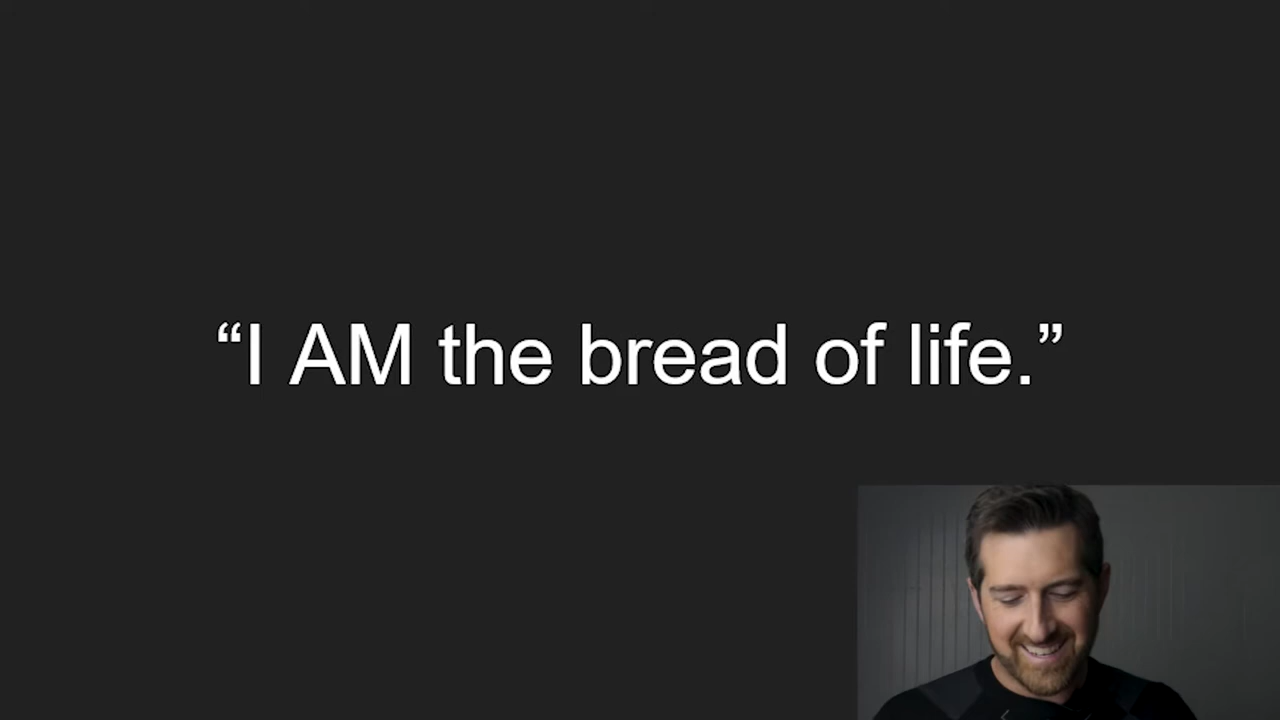 “I AM the bread of life.”